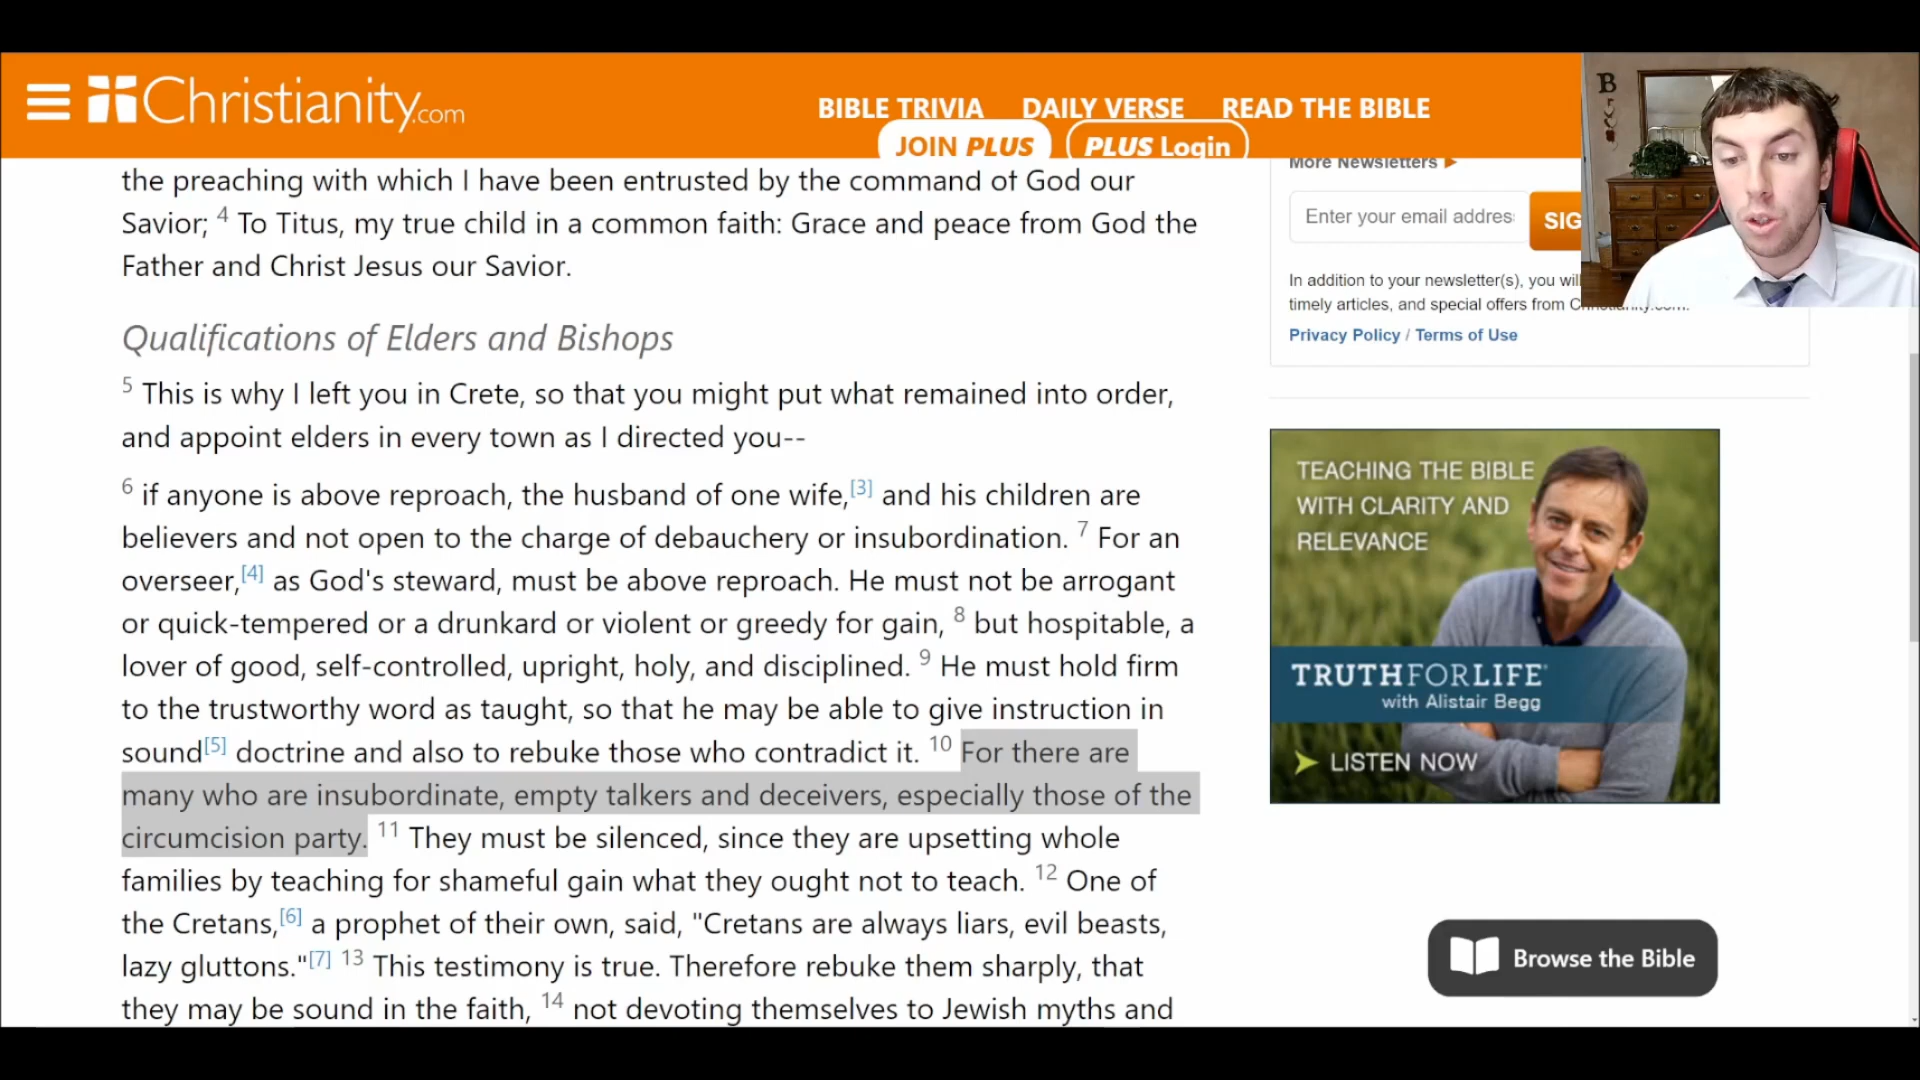 Christianity.com
BIBLE TRIVIA DAILY VERSE READ THE BIBLE
JOIN PLUS PLUS Login
the preaching with which I have been entrusted by the command of God our
Savior; 4 To Titus, my true child in a common faith: Grace and peace from God the
Father and Christ Jesus our Savior.
Qualifications of Elders and Bishops
5 This is why I left you in Crete, so that you might put what remained into order,
and appoint elders in every town as I directed you--
6 if anyone is above reproach, the husband of one wife,[3] and his children are
believers and not open to the charge of debauchery or insubordination. 7 For an
overseer,[4] as God's steward, must be above reproach. He must not be arrogant
or quick-tempered or a drunkard or violent or greedy for gain, 8 but hospitable, a
lover of good, self-controlled, upright, holy, and disciplined. 9 He must hold firm
to the trustworthy word as taught, so that he may be able to give instruction in
sound[5] doctrine and also to rebuke those who contradict it. 10 For there are
many who are insubordinate, empty talkers and deceivers, especially those of the
circumcision party. 11 They must be silenced, since they are upsetting whole
families by teaching for shameful gain what they ought not to teach. 12 One of
the Cretans,[6] a prophet of their own, said, "Cretans are always liars, evil beasts,
lazy gluttons."[7] 13 This testimony is true. Therefore rebuke them sharply, that
they may be sound in the faith, 14 not devoting themselves to Jewish myths and
More Newsletters
Enter your email addres
SIG
In addition to your newsletter(s), you will
timely articles, and special offers from Christianity.com.
Privacy Policy / Terms of Use
TEACHING THE BIBLE
WITH CLARITY AND
RELEVANCE
TRUTHFORLIFE®
with Alistair Begg
LISTEN NOW
Browse the Bible
B